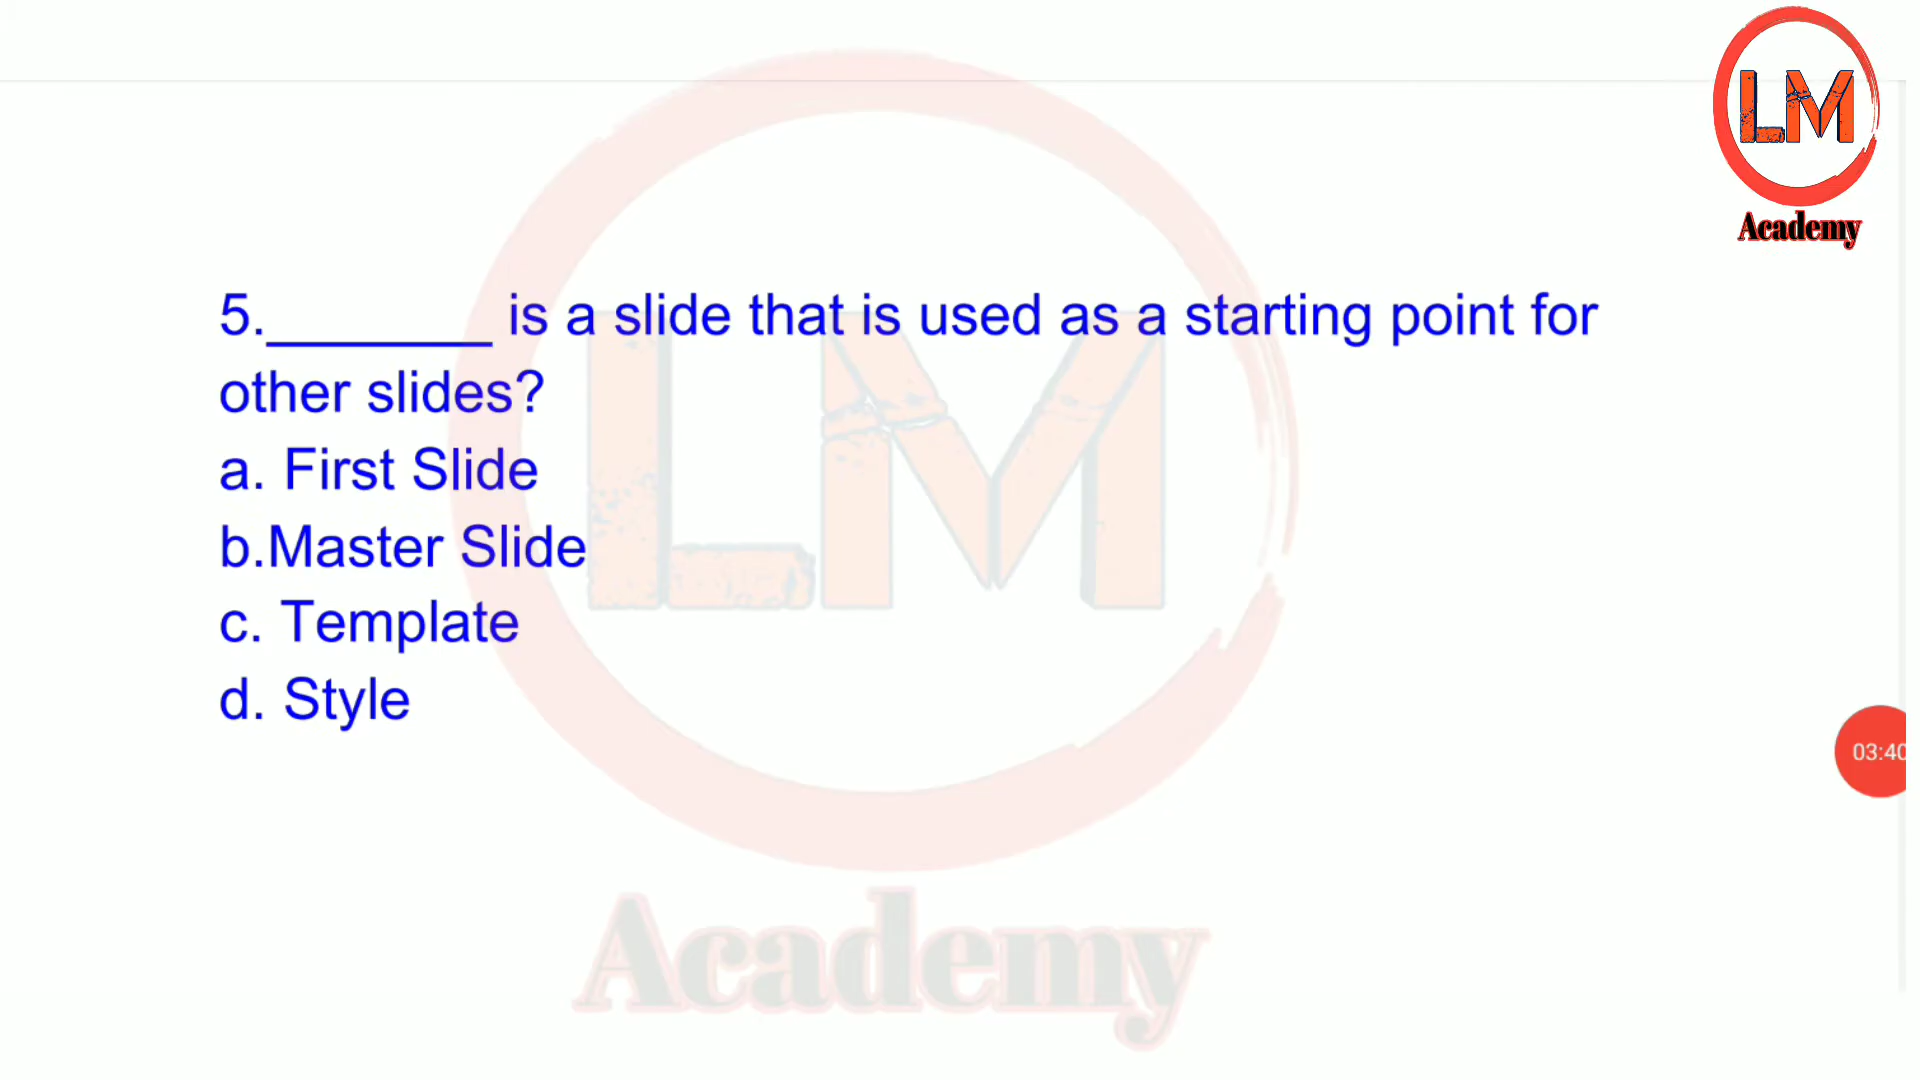 LM
Academy
5.________ is a slide that is used as a starting point for
other slides?
a. First Slide
b.Master Slide
c. Template
d. Style
03:40
LM
Academy